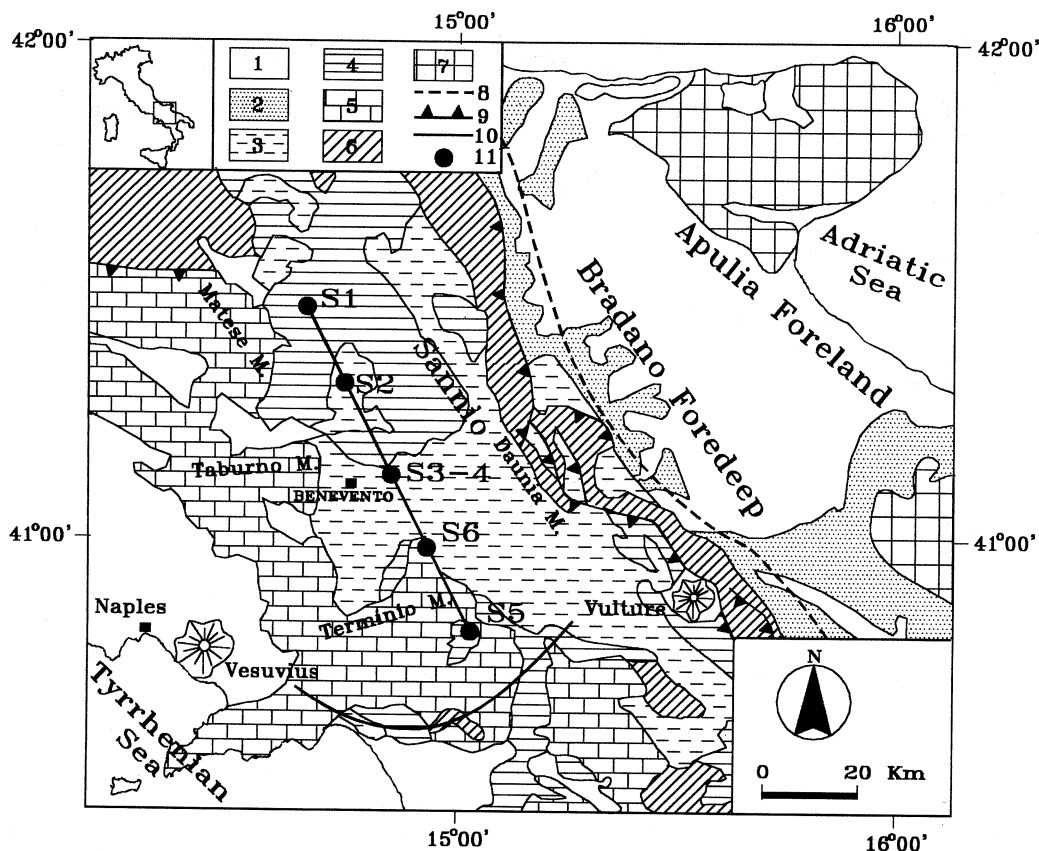 15°00'
16°00'
42°00'
42°00'
1
4
7
8
2
5
9
10
3
6
11
Adriatic
Sea
Apulia Foreland
Bradano Foredeep
Matese M.
S1
Sannio
S2
Daunia M.
Taburno M.
S3-4
BENEVENTO
41°00'
41°00'
S6
Naples
Terminio M.
S5
Vulture
Vesuvius
Tyrrhenian
Sea
N
0 20 Km
15°00'
16°00'